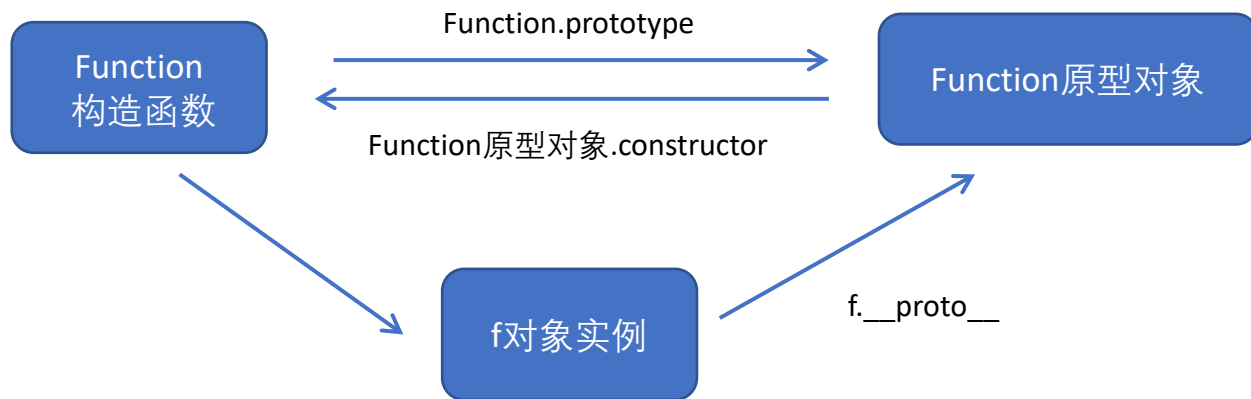 Function.prototype
Function
构造函数
Function原型对象
Function原型对象.constructor
f对象实例
f.__proto__